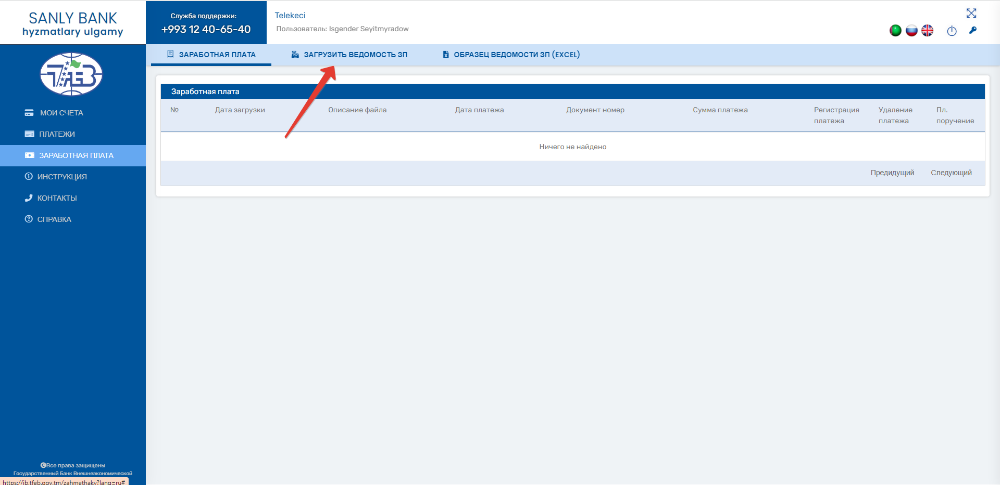 SANLY BANK
hyzmatlary ulgamy
Служба поддержки:
+993 12 40-65-40
Telekeci
Пользователь: Isgender Seyitmyradow
ЗАРАБОТНАЯ ПЛАТА
ЗАГРУЗИТЬ ВЕДОМОСТЬ ЗП
ОБРАЗЕЦ ВЕДОМОСТИ ЗП (EXCEL)
МОИ СЧЕТА
ПЛАТЕЖИ
ЗАРАБОТНАЯ ПЛАТА
ИНСТРУКЦИЯ
КОНТАКТЫ
СПРАВКА
Заработная плата
№
Дата загрузки
Описание файла
Дата платежа
Документ номер
Сумма платежа
Регистрация
платежа
Удаление
платежа
Пл.
поручение
Ничего не найдено
Предидущий
Следующий
©Все права защищены
Государственный Банк Внешнеэкономической
https://ib.tfeb.gov.tm/zahmethaky?lang=ru#